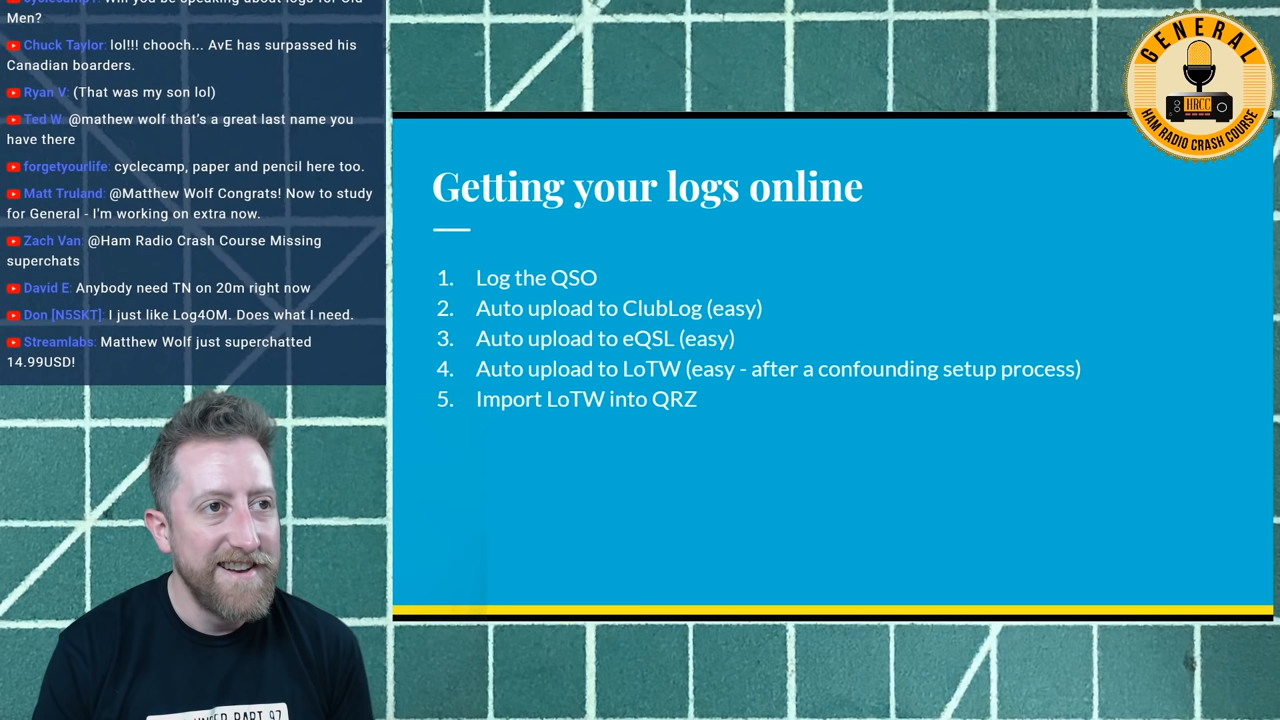 Men?
Chuck Taylor: lol!!! chooch... AvE has surpassed his
Canadian boarders.
Ryan V: (That was my son lol)
Ted W: @mathew wolf that's a great last name you
have there
forgetyourlife: cyclecamp, paper and pencil here too.
Matt Truland: @Matthew Wolf Congrats! Now to study
for General - I'm working on extra now.
Zach Van: @Ham Radio Crash Course Missing
superchats
David E: Anybody need TN on 20m right now
Don [N5SKT]: I just like Log4OM. Does what I need.
Streamlabs: Matthew Wolf just superchatted
14.99USD!
Getting your logs online
1. Log the QSO
2. Auto upload to ClubLog (easy)
3. Auto upload to eQSL (easy)
4. Auto upload to LoTW (easy - after a confounding setup process)
5. Import LoTW into QRZ
GENERAL
HRCC
HAM RADIO CRASH COURSE
PART 97